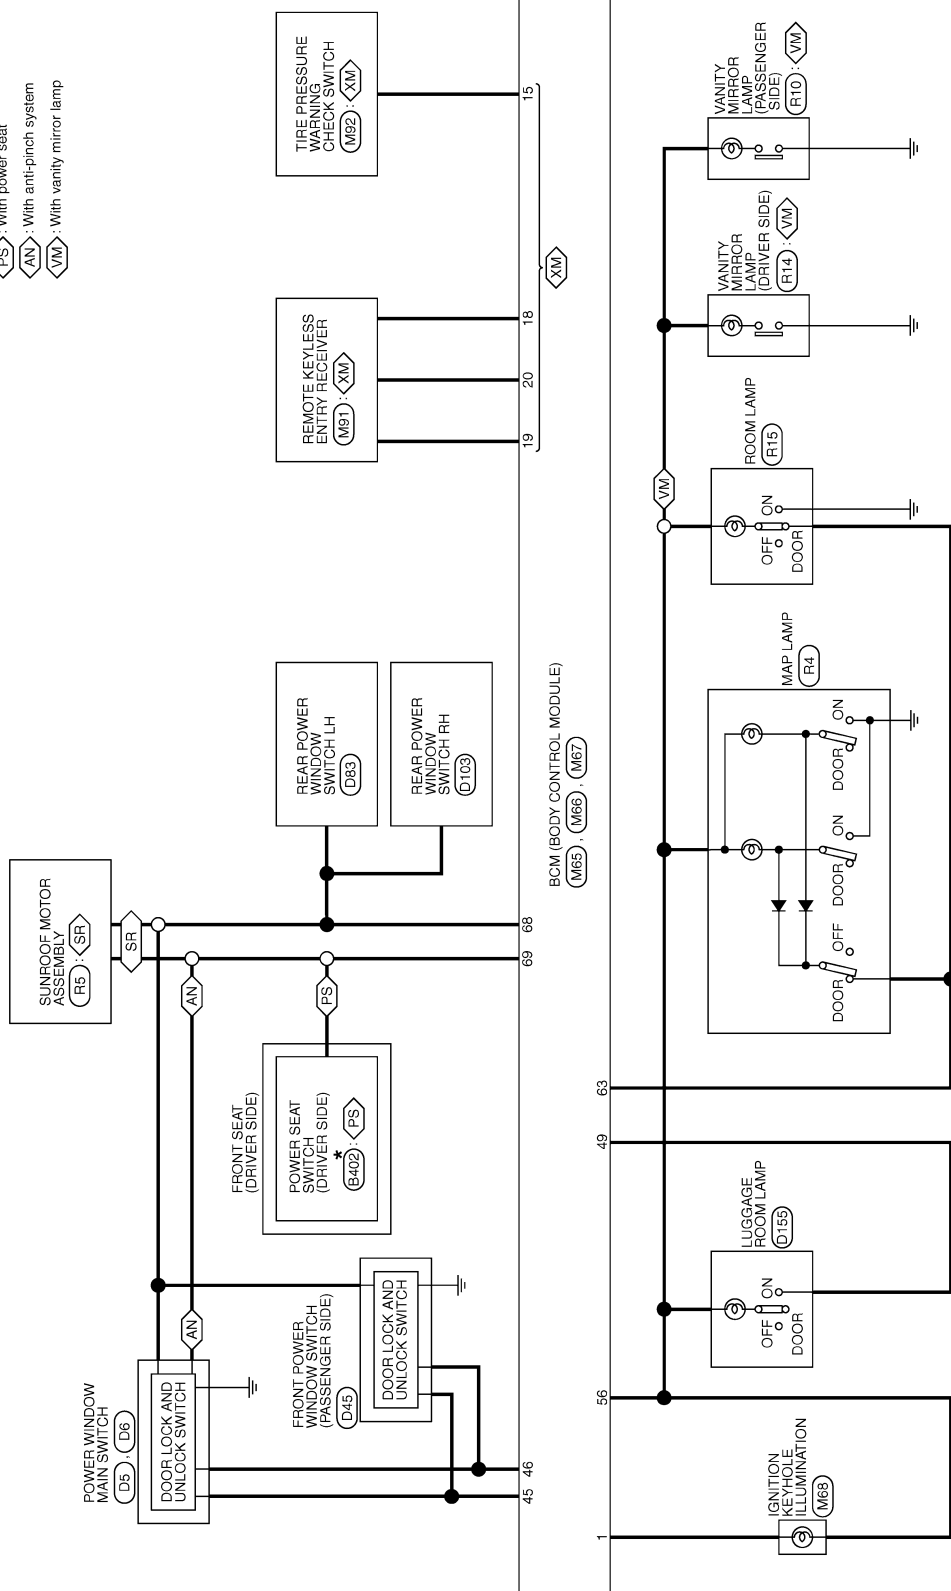 PS : With power seat
AN : With anti-pinch system
VM : With vanity mirror lamp
POWER WINDOW
MAIN SWITCH
D5 , D6
DOOR LOCK AND
UNLOCK SWITCH
AN
AN
SUNROOF MOTOR
ASSEMBLY
R5 : SR
SR
FRONT POWER
WINDOW SWITCH
(PASSENGER SIDE)
D45
DOOR LOCK AND
UNLOCK SWITCH
FRONT SEAT
(DRIVER SIDE)
POWER SEAT
SWITCH
(DRIVER SIDE)
*
B402 : PS
PS
REAR POWER
WINDOW
SWITCH LH
D83
REAR POWER
WINDOW
SWITCH RH
D103
REMOTE KEYLESS
ENTRY RECEIVER
M91 : XM
TIRE PRESSURE
WARNING
CHECK SWITCH
M92 : XM
45
46
69
68
19
20
18
15
XM
BCM (BODY CONTROL MODULE)
M65 , M66 , M67
1
56
49
63
IGNITION
KEYHOLE
ILLUMINATION
M68
LUGGAGE
ROOM LAMP
D155
OFF
ON
DOOR
MAP LAMP
R4
DOOR
OFF
DOOR
ON
DOOR
ON
VM
ROOM LAMP
R15
OFF
ON
DOOR
VANITY
MIRROR
LAMP
(DRIVER SIDE)
R14 : VM
VANITY
MIRROR
LAMP
(PASSENGER
SIDE)
R10 : VM